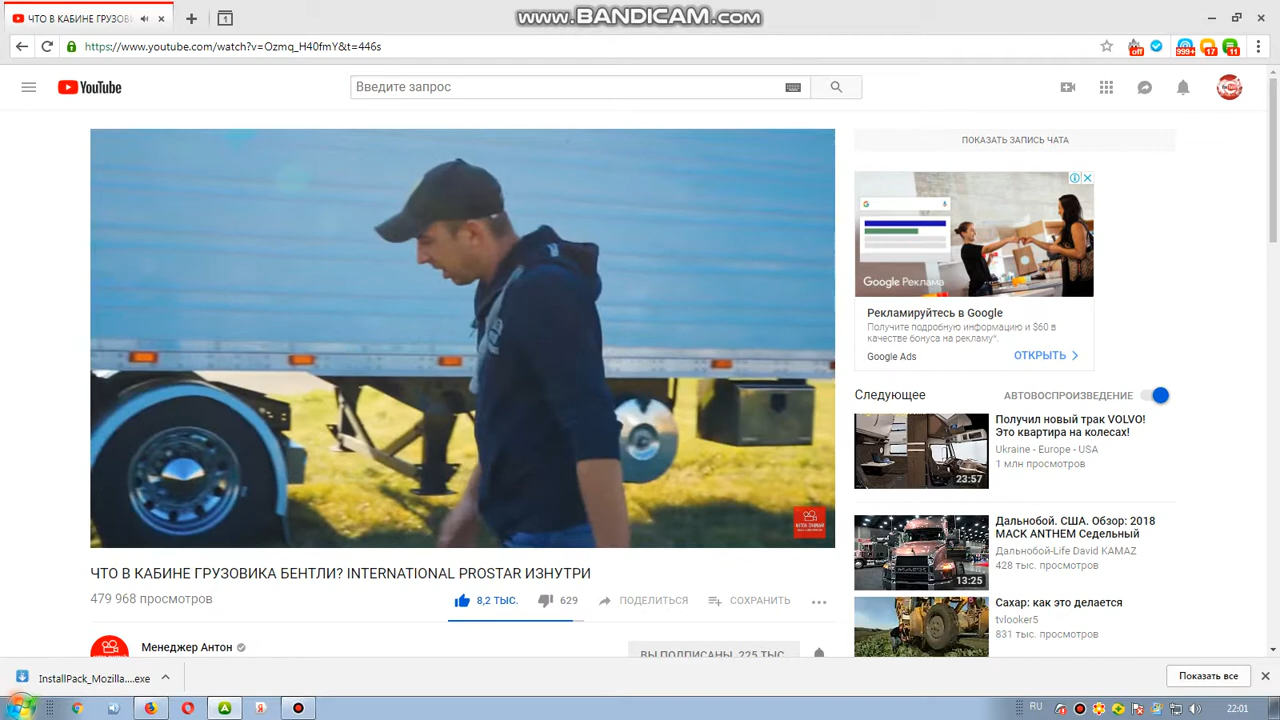 www.BANDICAM.com
ЧТО В КАБИНЕ ГРУЗОВИ
1
https://www.youtube.com/watch?v=Ozmq_H40fmY&t=446s
off
999+
17
11
YouTube
Введите запрос
ПОКАЗАТЬ ЗАПИСЬ ЧАТА
Google Реклама
Рекламируйтесь в Google
Получите подробную информацию и $60 в
качестве бонуса на рекламу*.
Google Ads
ОТКРЫТЬ
Следующее
АВТОВОСПРОИЗВЕДЕНИЕ
Получил новый трак VOLVO!
Это квартира на колесах!
Ukraine - Europe - USA
1 млн просмотров
23:57
Дальнобой. США. Обзор: 2018
MACK ANTHEM Седельный
Дальнобой-Life David KAMAZ
428 тыс. просмотров
13:25
Сахар: как это делается
tvlooker5
831 тыс. просмотров
ЧТО В КАБИНЕ ГРУЗОВИКА БЕНТЛИ? INTERNATIONAL PROSTAR ИЗНУТРИ
479 968 просмотров
8,2 ТЫС.
629
ПОДЕЛИТЬСЯ
СОХРАНИТЬ
Менеджер Антон
ВЫ ПОДПИСАНЫ 225 ТЫС.
InstallPack_Mozilla....exe
Показать все
RU
22:01